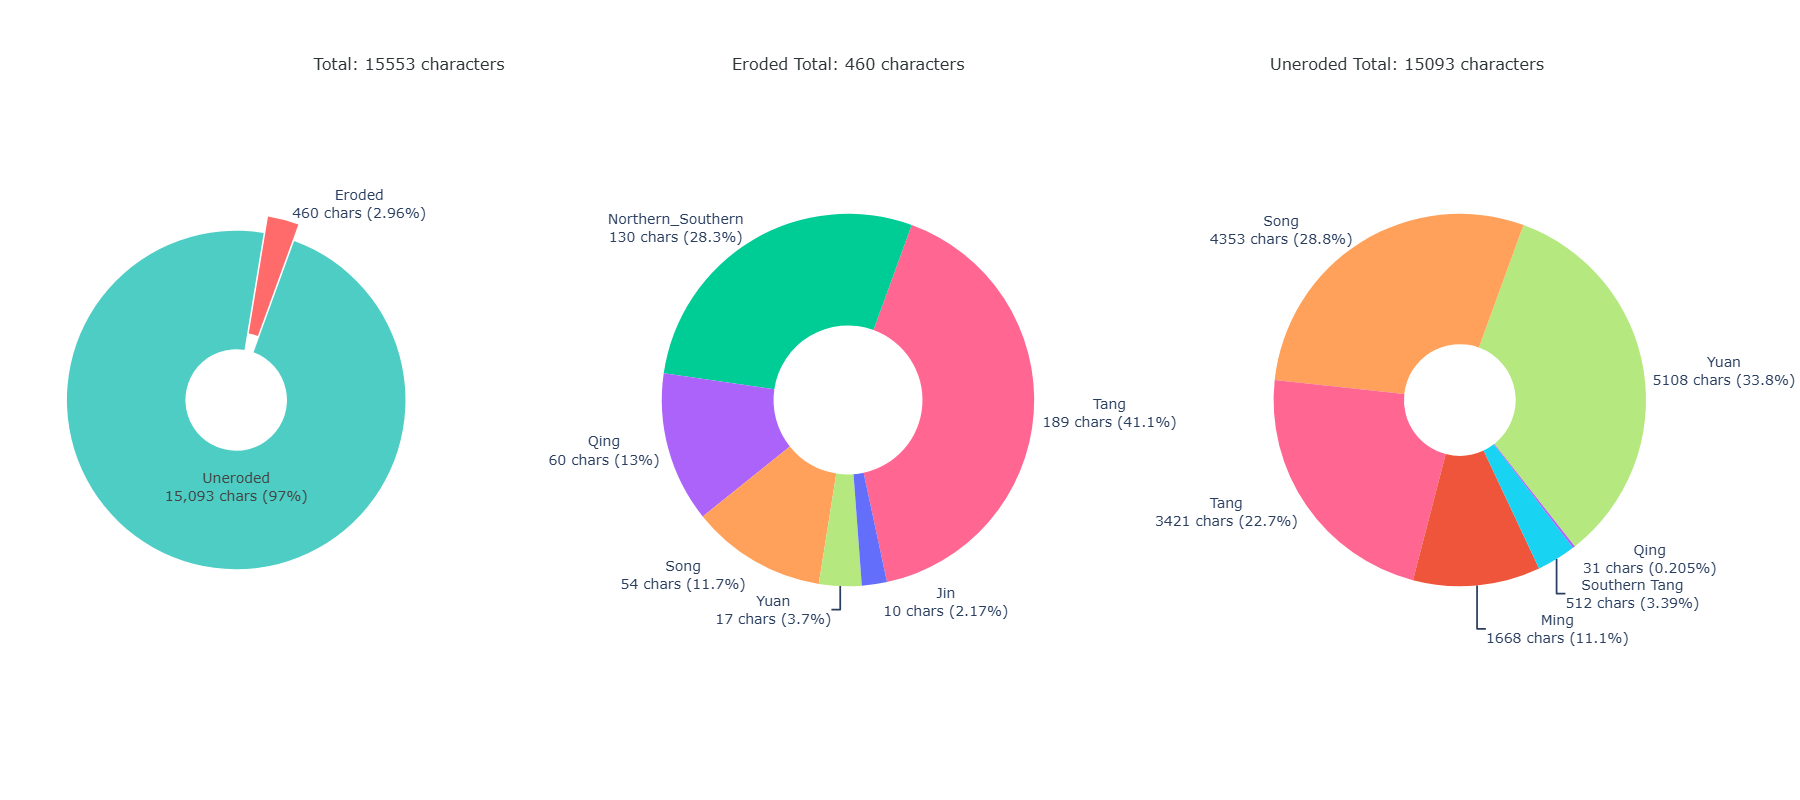 Total: 15553 characters
Eroded
460 chars (2.96%)
Uneroded
15,093 chars (97%)
Eroded Total: 460 characters
Northern_Southern
130 chars (28.3%)
Tang
189 chars (41.1%)
Qing
60 chars (13%)
Song
54 chars (11.7%)
Yuan
17 chars (3.7%)
Jin
10 chars (2.17%)
Uneroded Total: 15093 characters
Song
4353 chars (28.8%)
Yuan
5108 chars (33.8%)
Tang
3421 chars (22.7%)
Qing
31 chars (0.205%)
Southern Tang
512 chars (3.39%)
Ming
1668 chars (11.1%)